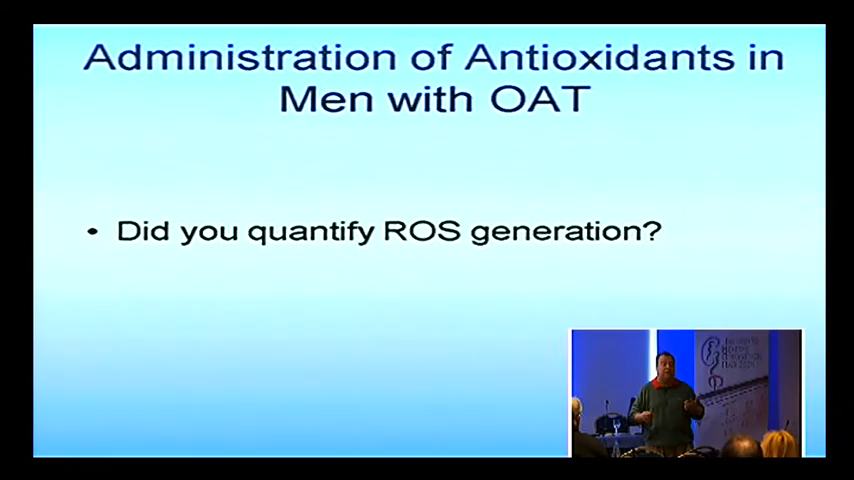 Administration of Antioxidants in
Men with OAT
• Did you quantify ROS generation?